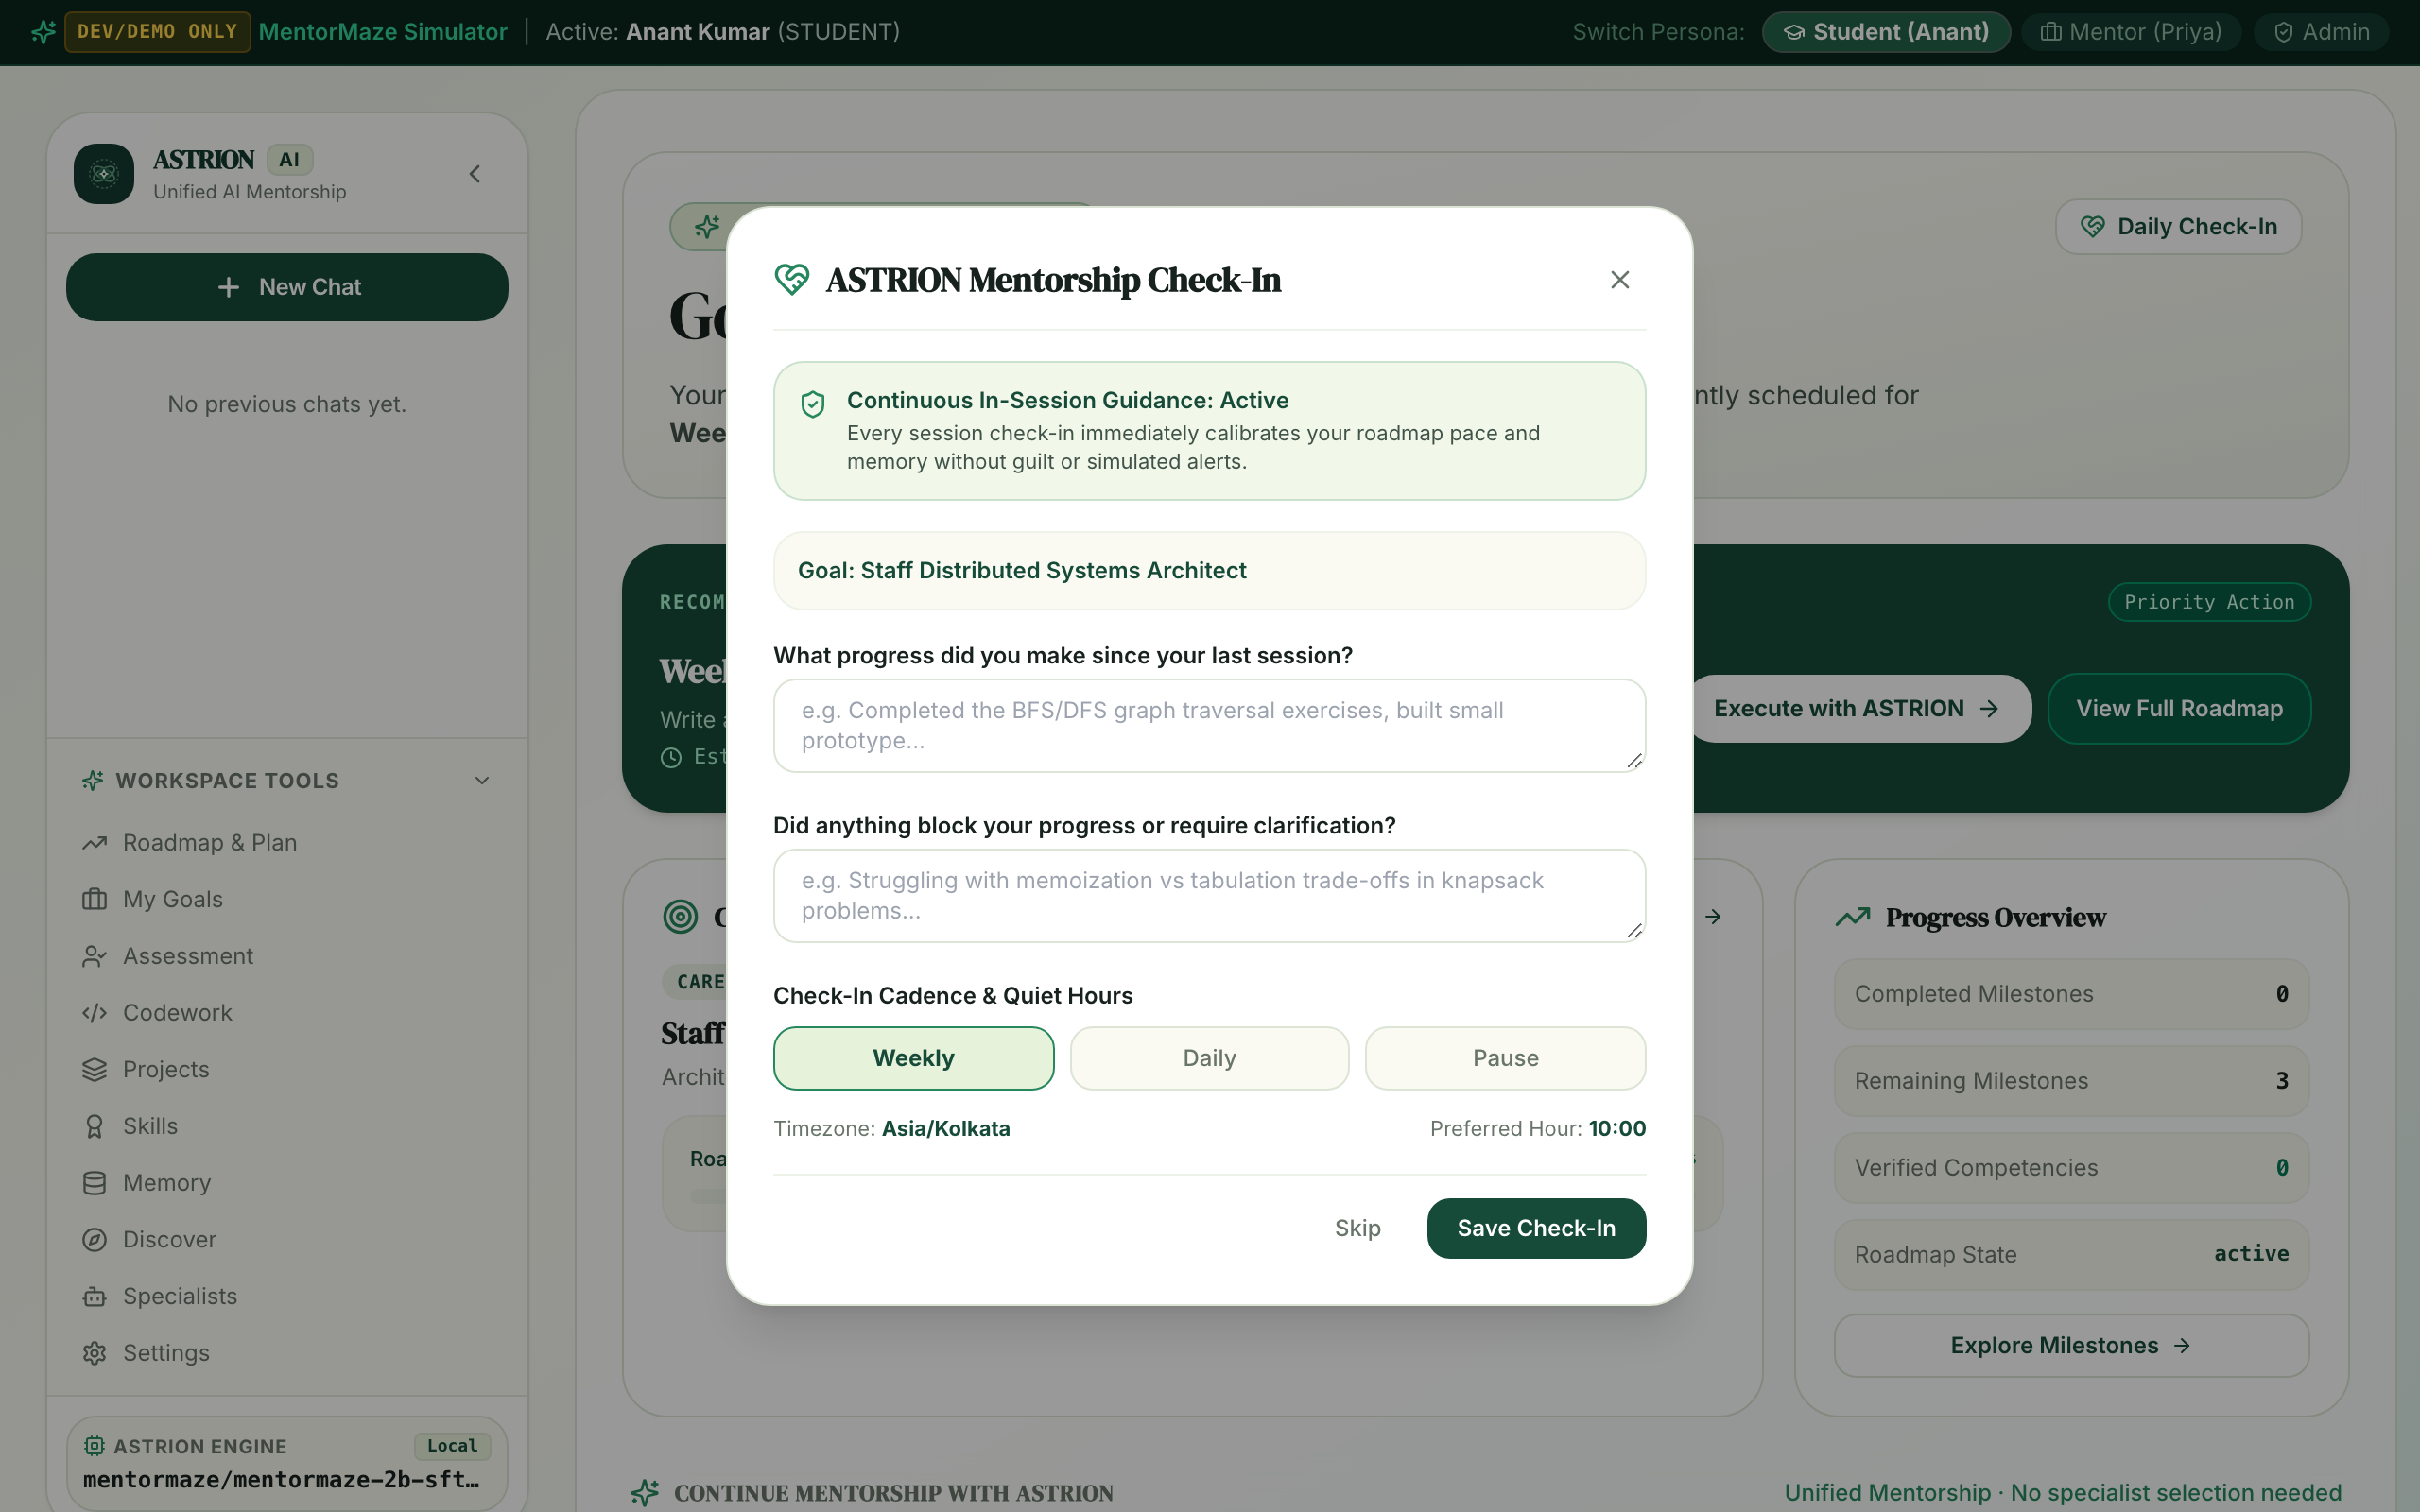 DEV/DEMO ONLY MentorMaze Simulator Active: Anant Kumar (STUDENT) Switch Persona: Student (Anant) Mentor (Priya) Admin
ASTRION AI
Unified AI Mentorship
New Chat
No previous chats yet.
WORKSPACE TOOLS
Roadmap & Plan
My Goals
Assessment
Codework
Projects
Skills
Memory
Discover
Specialists
Settings
ASTRION ENGINE Local
mentormaze/mentormaze-2b-sft…
Daily Check-In
ntly scheduled for
Priority Action
Execute with ASTRION
View Full Roadmap
ASTRION Mentorship Check-In
Continuous In-Session Guidance: Active
Every session check-in immediately calibrates your roadmap pace and
memory without guilt or simulated alerts.
Goal: Staff Distributed Systems Architect
What progress did you make since your last session?
e.g. Completed the BFS/DFS graph traversal exercises, built small
prototype...
Did anything block your progress or require clarification?
e.g. Struggling with memoization vs tabulation trade-offs in knapsack
problems...
Check-In Cadence & Quiet Hours
Weekly Daily Pause
Timezone: Asia/Kolkata Preferred Hour: 10:00
Skip Save Check-In
Staff
Write
Progress Overview
Completed Milestones 0
Remaining Milestones 3
Verified Competencies 0
Roadmap State active
Explore Milestones
CONTINUE MENTORSHIP WITH ASTRION
Unified Mentorship · No specialist selection needed